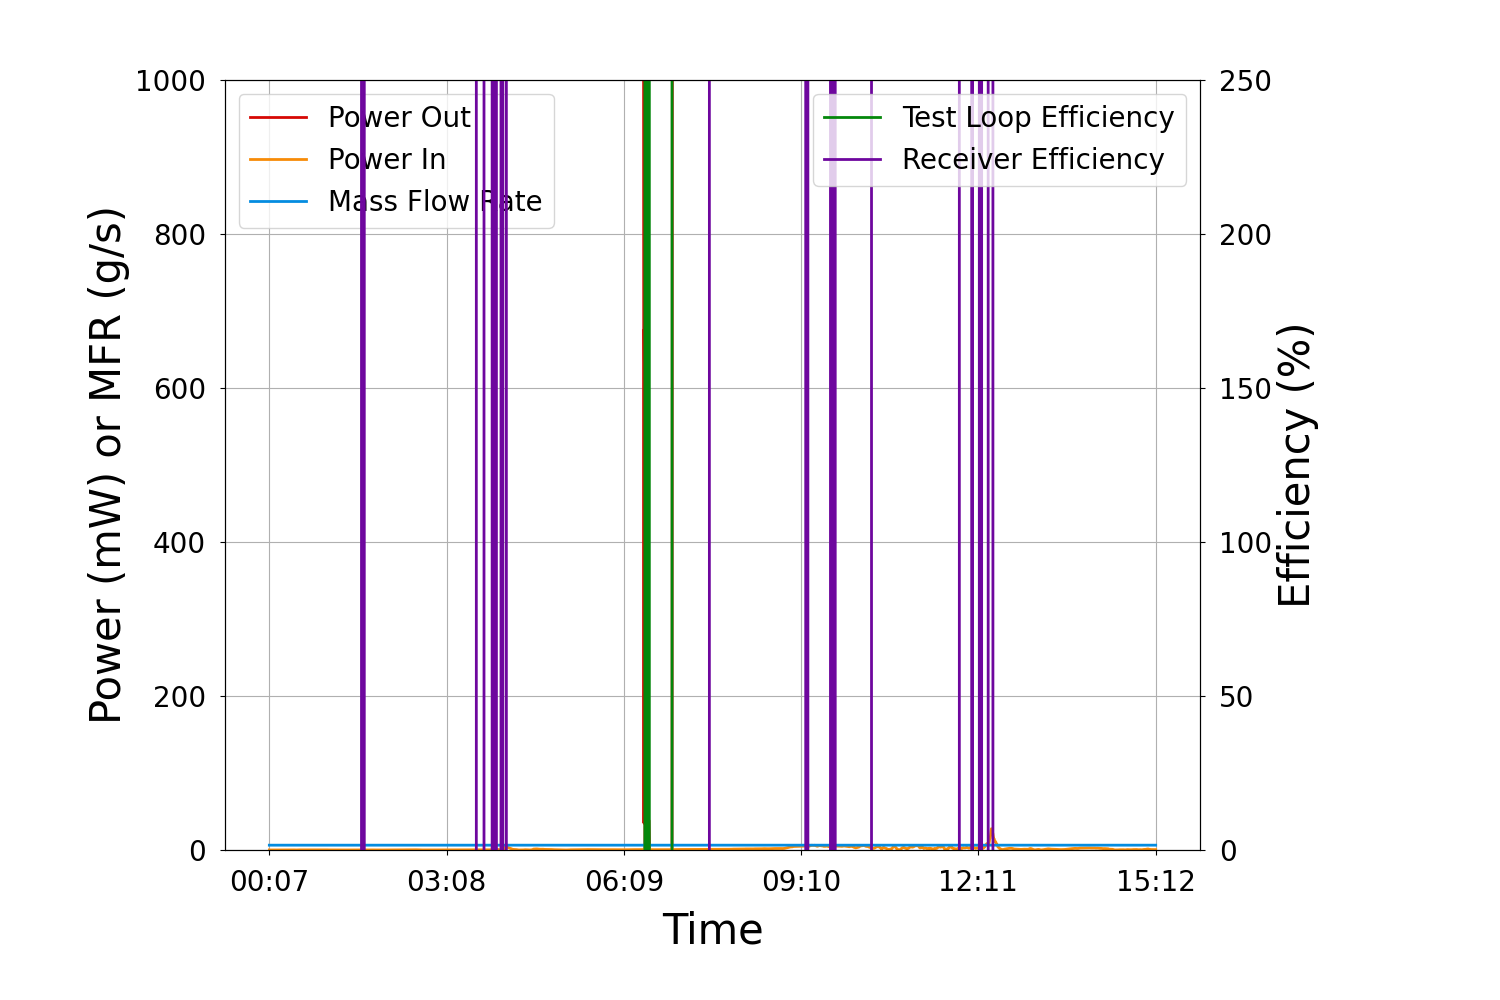 1000
800
600
400
200
0
Power (mW) or MFR (g/s)
Power Out
Power In
Mass Flow Rate
Test Loop Efficiency
Receiver Efficiency
250
200
150
100
50
0
Efficiency (%)
00:07 03:08 06:09 09:10 12:11 15:12
Time